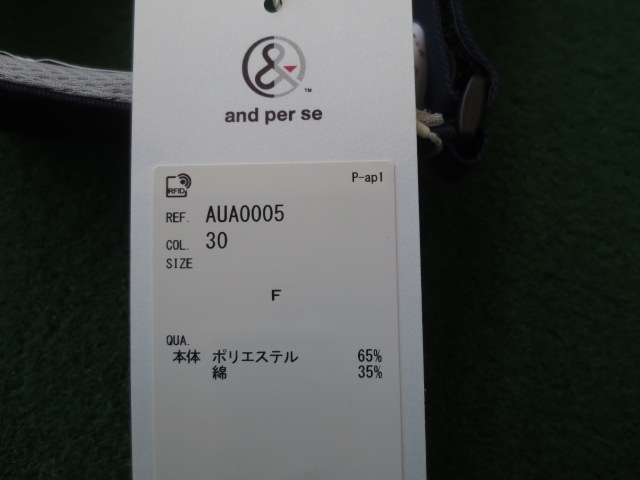 &
TM
and per se
RFID
P-ap1
REF. AUA0005
COL. 30
SIZE
F
QUA.
本体 ポリエステル 65%
綿 35%